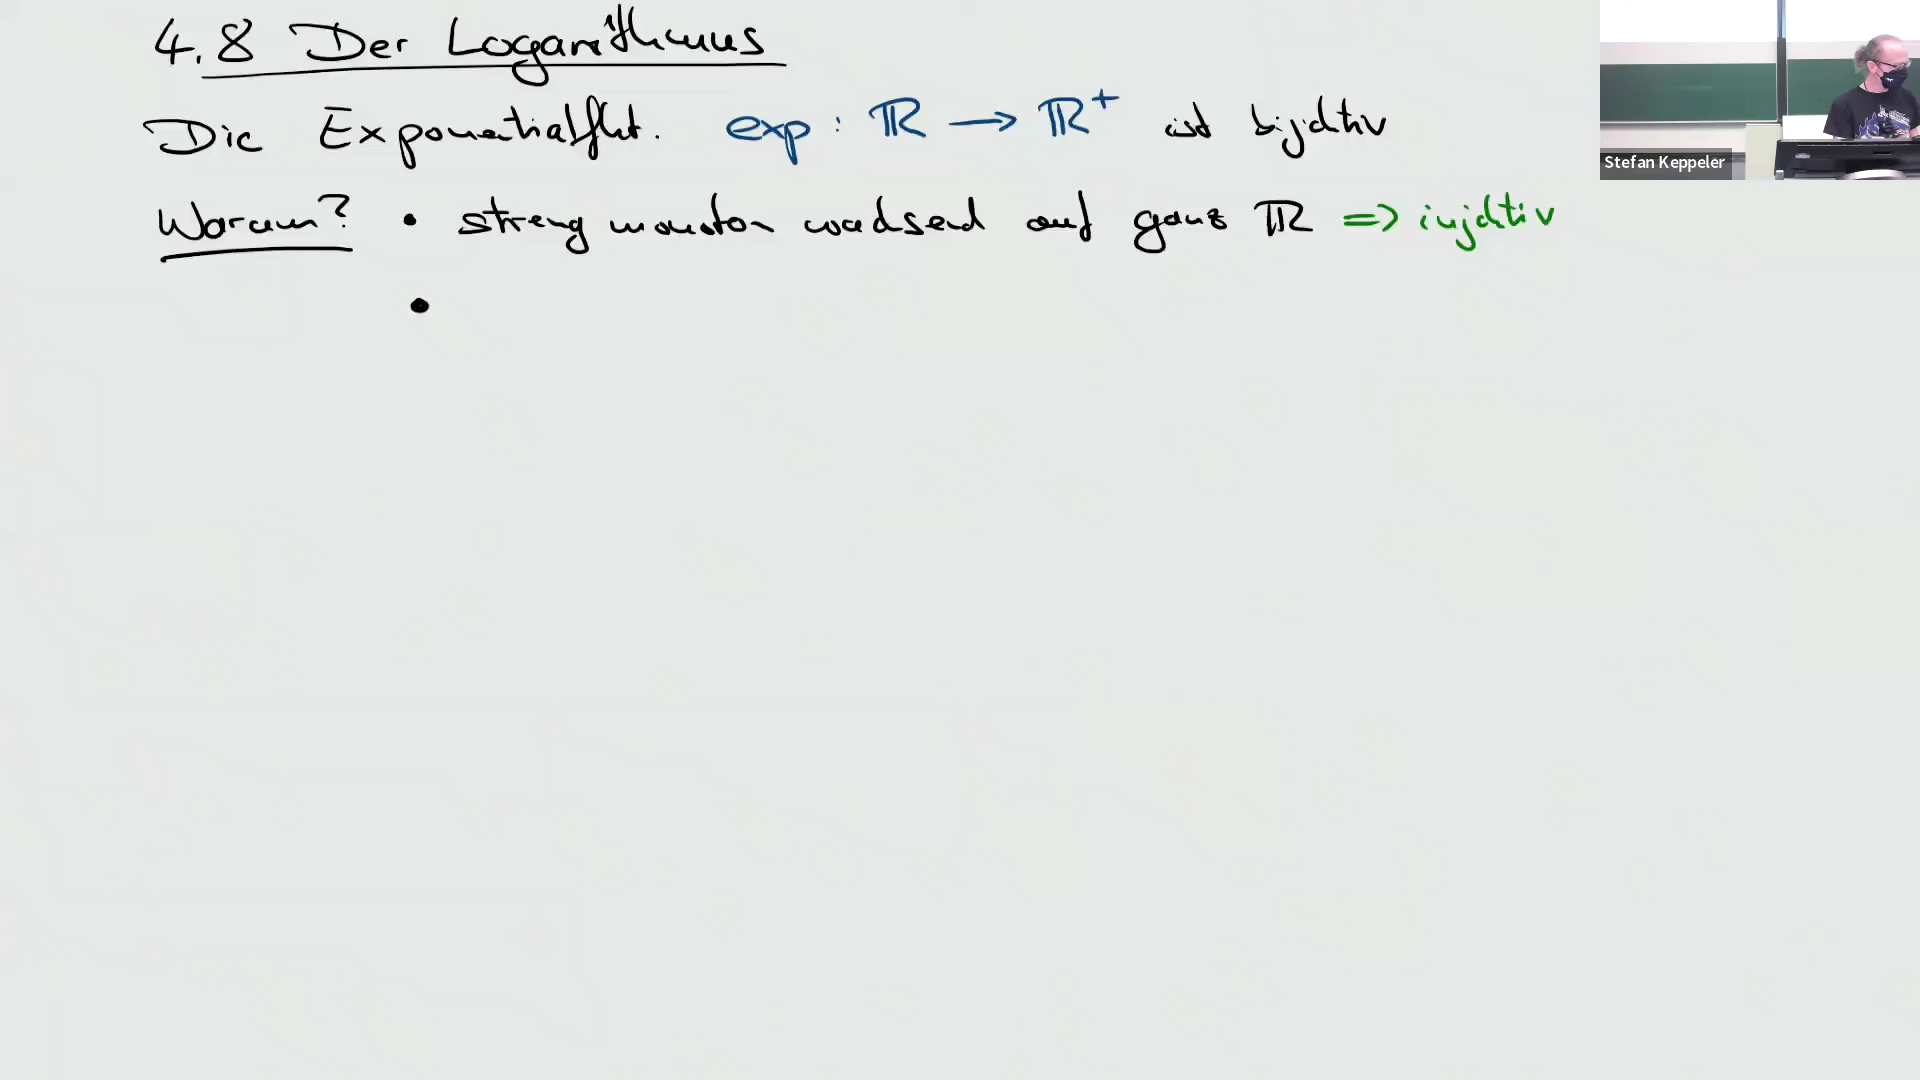 4.8 Der Logarithmus
Die Exponentialfkt. exp: ℝ → ℝ⁺ ist bijektiv
Warum? • streng monoton wachsend auf ganz ℝ => injektiv
•
Stefan Keppeler